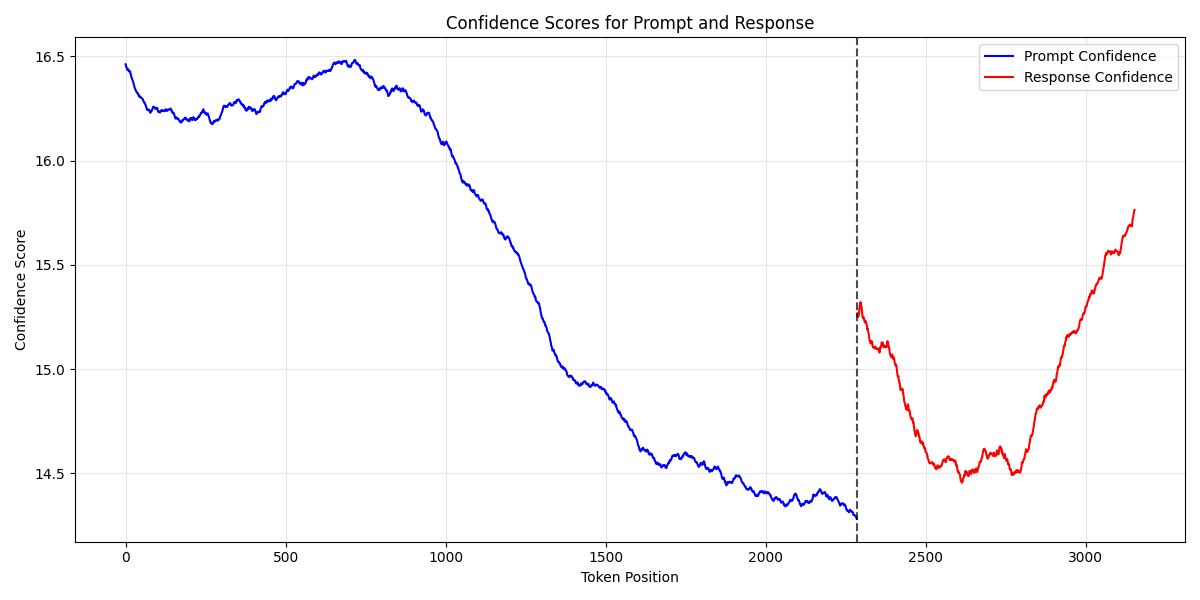 Confidence Scores for Prompt and Response
Prompt Confidence
Response Confidence
Confidence Score
16.5
16.0
15.5
15.0
14.5
0 500 1000 1500 2000 2500 3000
Token Position